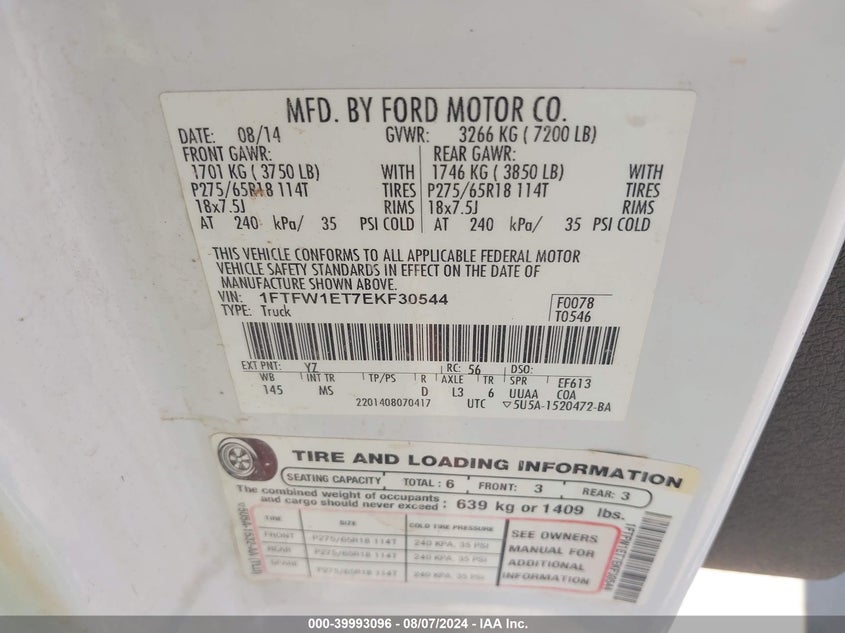 MFD. BY FORD MOTOR CO.
DATE: 08/14 GVWR: 3266 KG ( 7200 LB)
FRONT GAWR: REAR GAWR:
1701 KG ( 3750 LB) WITH 1746 KG ( 3850 LB) WITH
P275/65R18 114T TIRES P275/65R18 114T TIRES
18x7.5J RIMS 18x7.5J RIMS
AT 240 kPa/ 35 PSI COLD AT 240 kPa/ 35 PSI COLD
THIS VEHICLE CONFORMS TO ALL APPLICABLE FEDERAL MOTOR
VEHICLE SAFETY STANDARDS IN EFFECT ON THE DATE OF
MANUFACTURE SHOWN ABOVE.
VIN: 1FTFW1ET7EKF30544 F0078
TYPE: Truck T0546
EXT PNT: YZ RC: 56 DSO:
WB INT TR TP/PS R AXLE TR SPR EF613
145 MS D L3 6 UUAA COA
2201408070417 UTC ▽5U5A-1520472-BA
TIRE AND LOADING INFORMATION
SEATING CAPACITY TOTAL: 6 FRONT: 3 REAR: 3
The combined weight of occupants
and cargo should never exceed: 639 kg or 1409 lbs.
TIRE SIZE COLD TIRE PRESSURE
FRONT P275/65R18 114T 240 KPA, 35 PSI
REAR P275/65R18 114T 240 KPA, 35 PSI
SPARE P275/65R18 114T 240 KPA, 35 PSI
SEE OWNERS
MANUAL FOR
ADDITIONAL
INFORMATION
1FTFW1ET7EKF30544
000-39993096 - 08/07/2024 - IAA Inc.